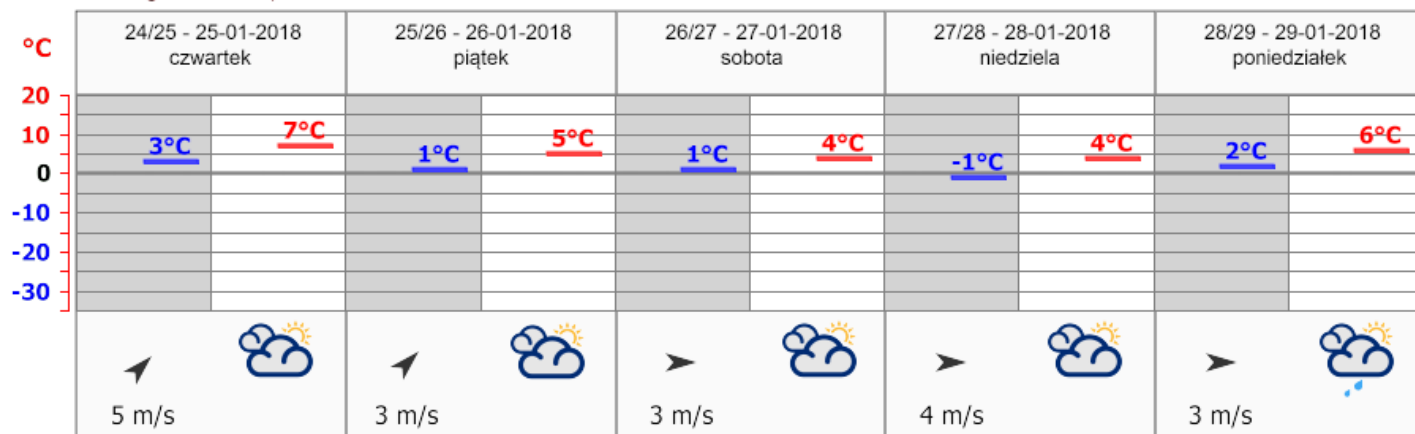 °C
24/25 - 25-01-2018
czwartek
25/26 - 26-01-2018
piątek
26/27 - 27-01-2018
sobota
27/28 - 28-01-2018
niedziela
28/29 - 29-01-2018
poniedziałek
20
10
0
-10
-20
-30
3°C
7°C
1°C
5°C
1°C
4°C
-1°C
4°C
2°C
6°C
5 m/s
3 m/s
3 m/s
4 m/s
3 m/s